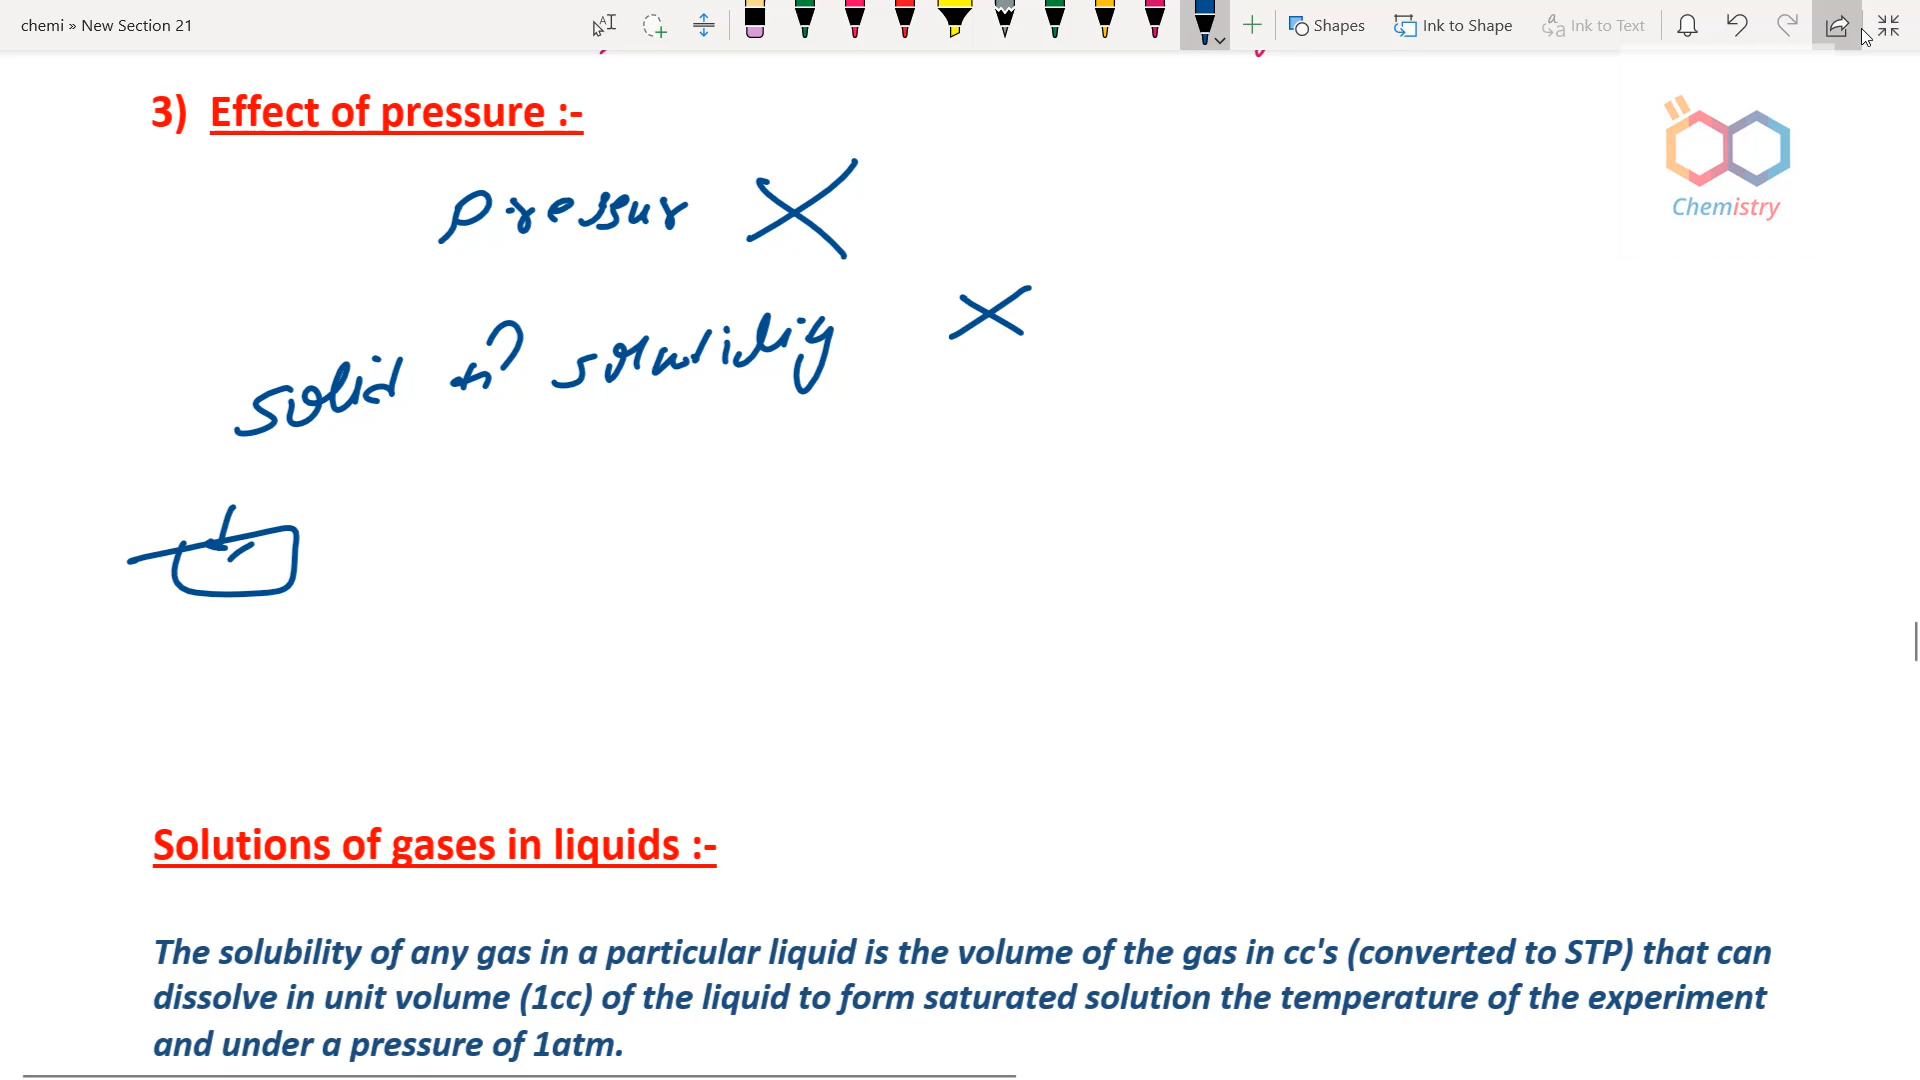 chemi » New Section 21
Shapes
Ink to Shape
Ink to Text
3) Effect of pressure :-
Chemistry
pressur
solid
solubility
Solutions of gases in liquids :-
The solubility of any gas in a particular liquid is the volume of the gas in cc's (converted to STP) that can
dissolve in unit volume (1cc) of the liquid to form saturated solution the temperature of the experiment
and under a pressure of 1atm.